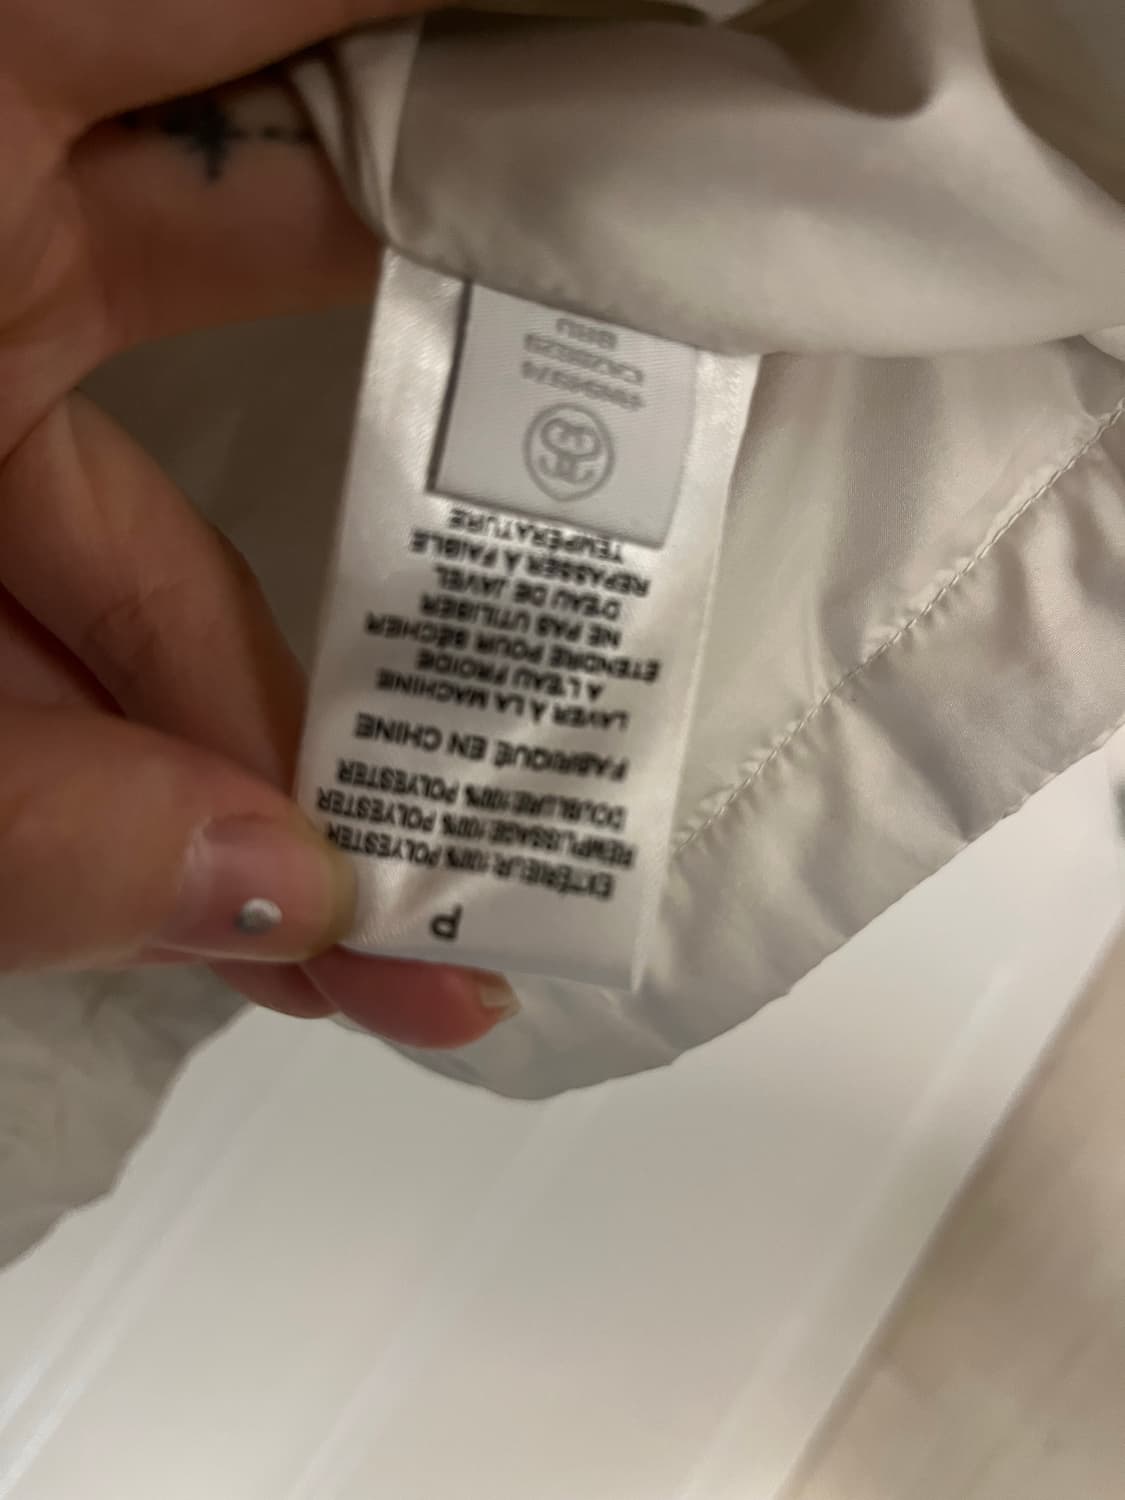 P
EXTÉRIEUR:100% POLYESTER
REMPLISSAGE:100% POLYESTER
DOUBLURE:100% POLYESTER
FABRIQUÉ EN CHINE
LAVER À LA MACHINE
A L'EAU FROIDE
ÉTENDRE POUR SÉCHER
NE PAS UTILISER
D'EAU DE JAVEL
REPASSER À FAIBLE
TEMPÉRATURE